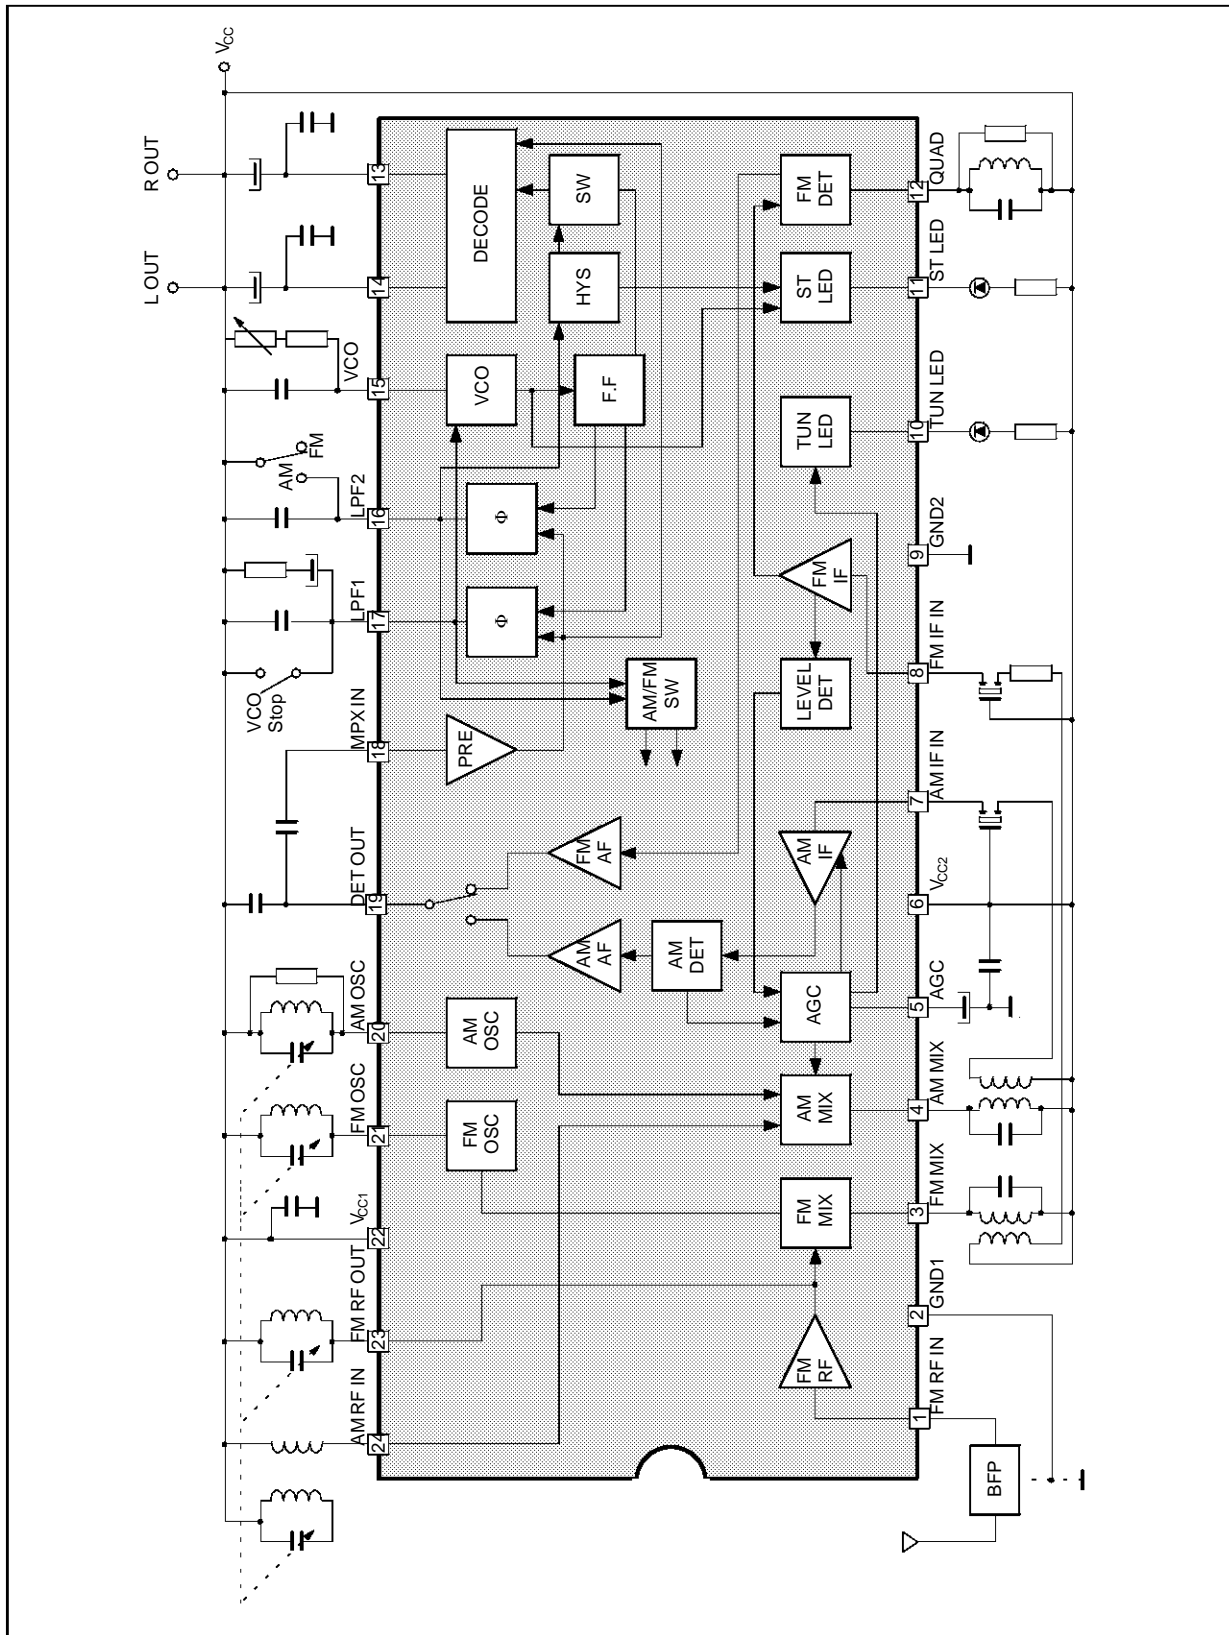 VCC
R OUT
L OUT
VCO
AM
FM
LPF2
LPF1
VCO
Stop
MPX IN
DET OUT
AM OSC
FM OSC
VCC1
FM RF OUT
AM RF IN
13
14
15
16
17
18
19
20
21
22
23
24
DECODE
SW
HYS
VCO
F.F
Φ
Φ
PRE
AM/FM
SW
FM
AF
AM
AF
AM
DET
AM
OSC
FM
OSC
FM
DET
ST
LED
TUN
LED
FM
IF
LEVEL
DET
AM
IF
AGC
AM
MIX
FM
MIX
FM
RF
12
11
10
9
8
7
6
5
4
3
2
1
QUAD
ST LED
TUN LED
GND2
FM IF IN
AM IF IN
VCC2
AGC
AM MIX
FM MIX
GND1
FM RF IN
BFP